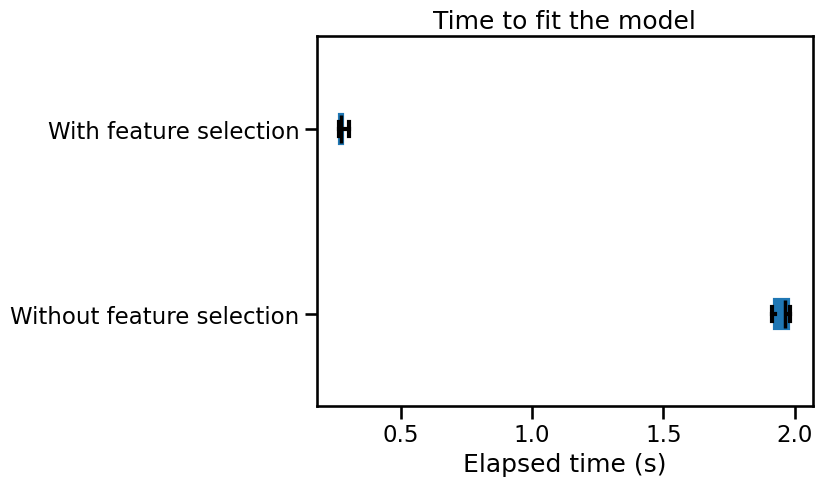 Time to fit the model
With feature selection
Without feature selection
0.5 1.0 1.5 2.0
Elapsed time (s)